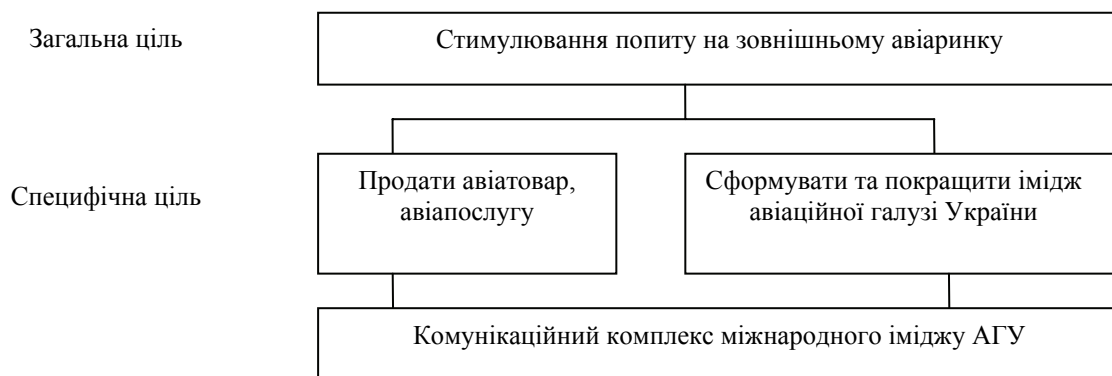 Загальна ціль
Стимулювання попиту на зовнішньому авіаринку
Специфічна ціль
Продати авіатовар,
авіапослугу
Сформувати та покращити імідж
авіаційної галузі України
Комунікаційний комплекс міжнародного іміджу АГУ